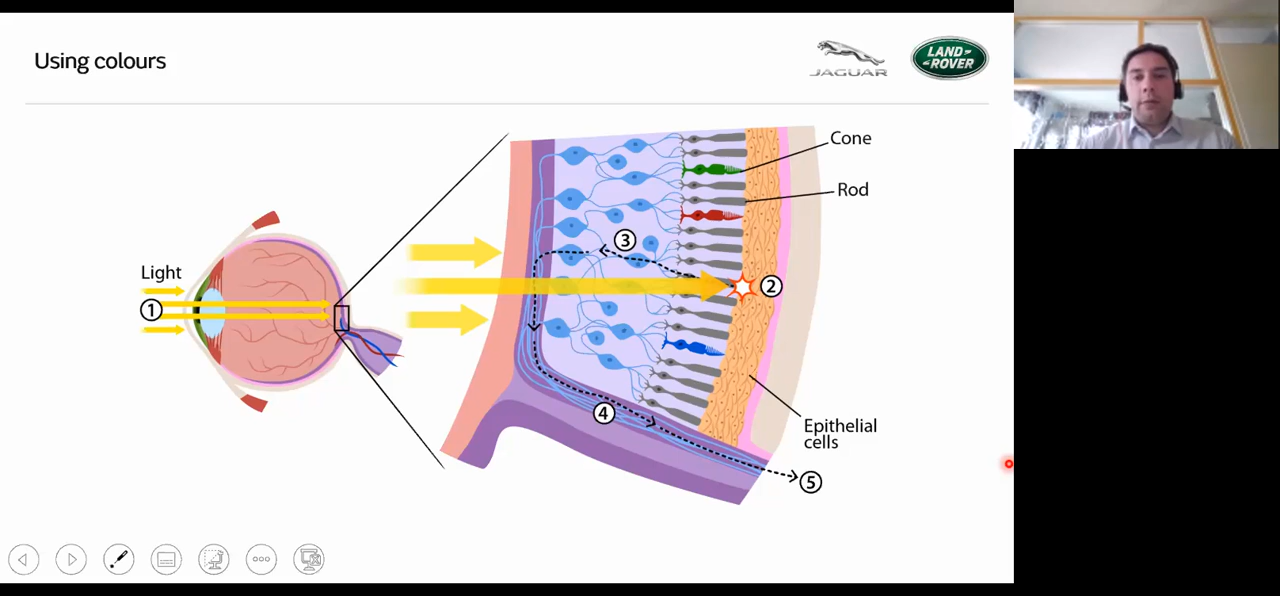 Using colours
JAGUAR
LAND
ROVER
Cone
Rod
3
Light
1
2
4
Epithelial
cells
5